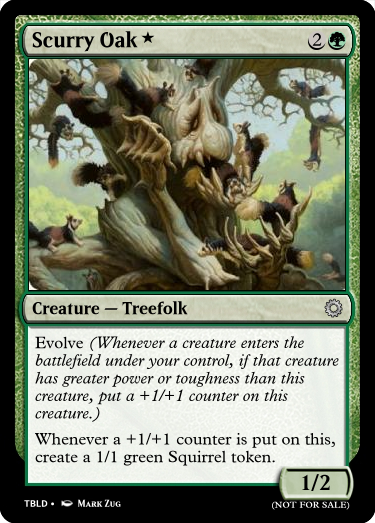 Scurry Oak ★ 2
Creature — Treefolk
Evolve (Whenever a creature enters the
battlefield under your control, if that creature
has greater power or toughness than this
creature, put a +1/+1 counter on this
creature.)
Whenever a +1/+1 counter is put on this,
create a 1/1 green Squirrel token.
1/2
TBLD • Mark Zug (NOT FOR SALE)